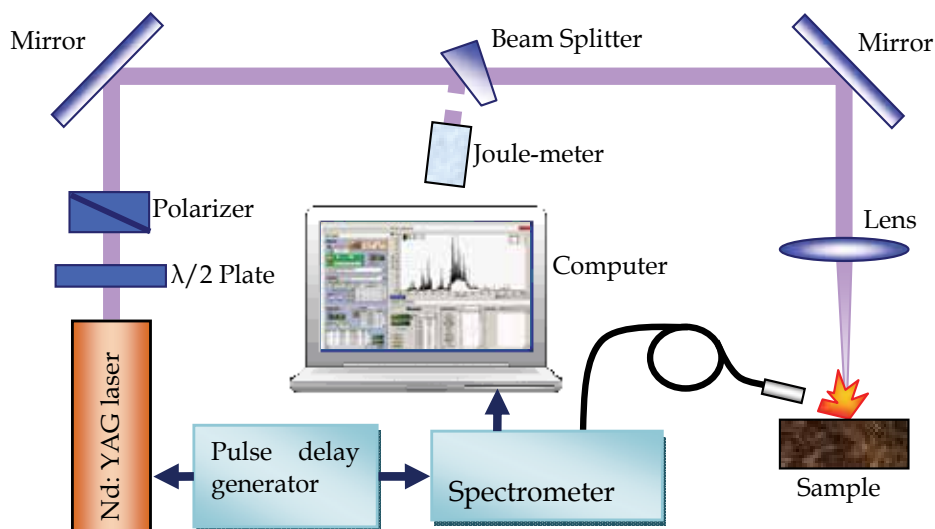 Mirror
Beam Splitter
Mirror
Joule-meter
Polarizer
Lens
λ/2 Plate
Computer
Nd: YAG laser
Pulse delay
generator
Spectrometer
Sample